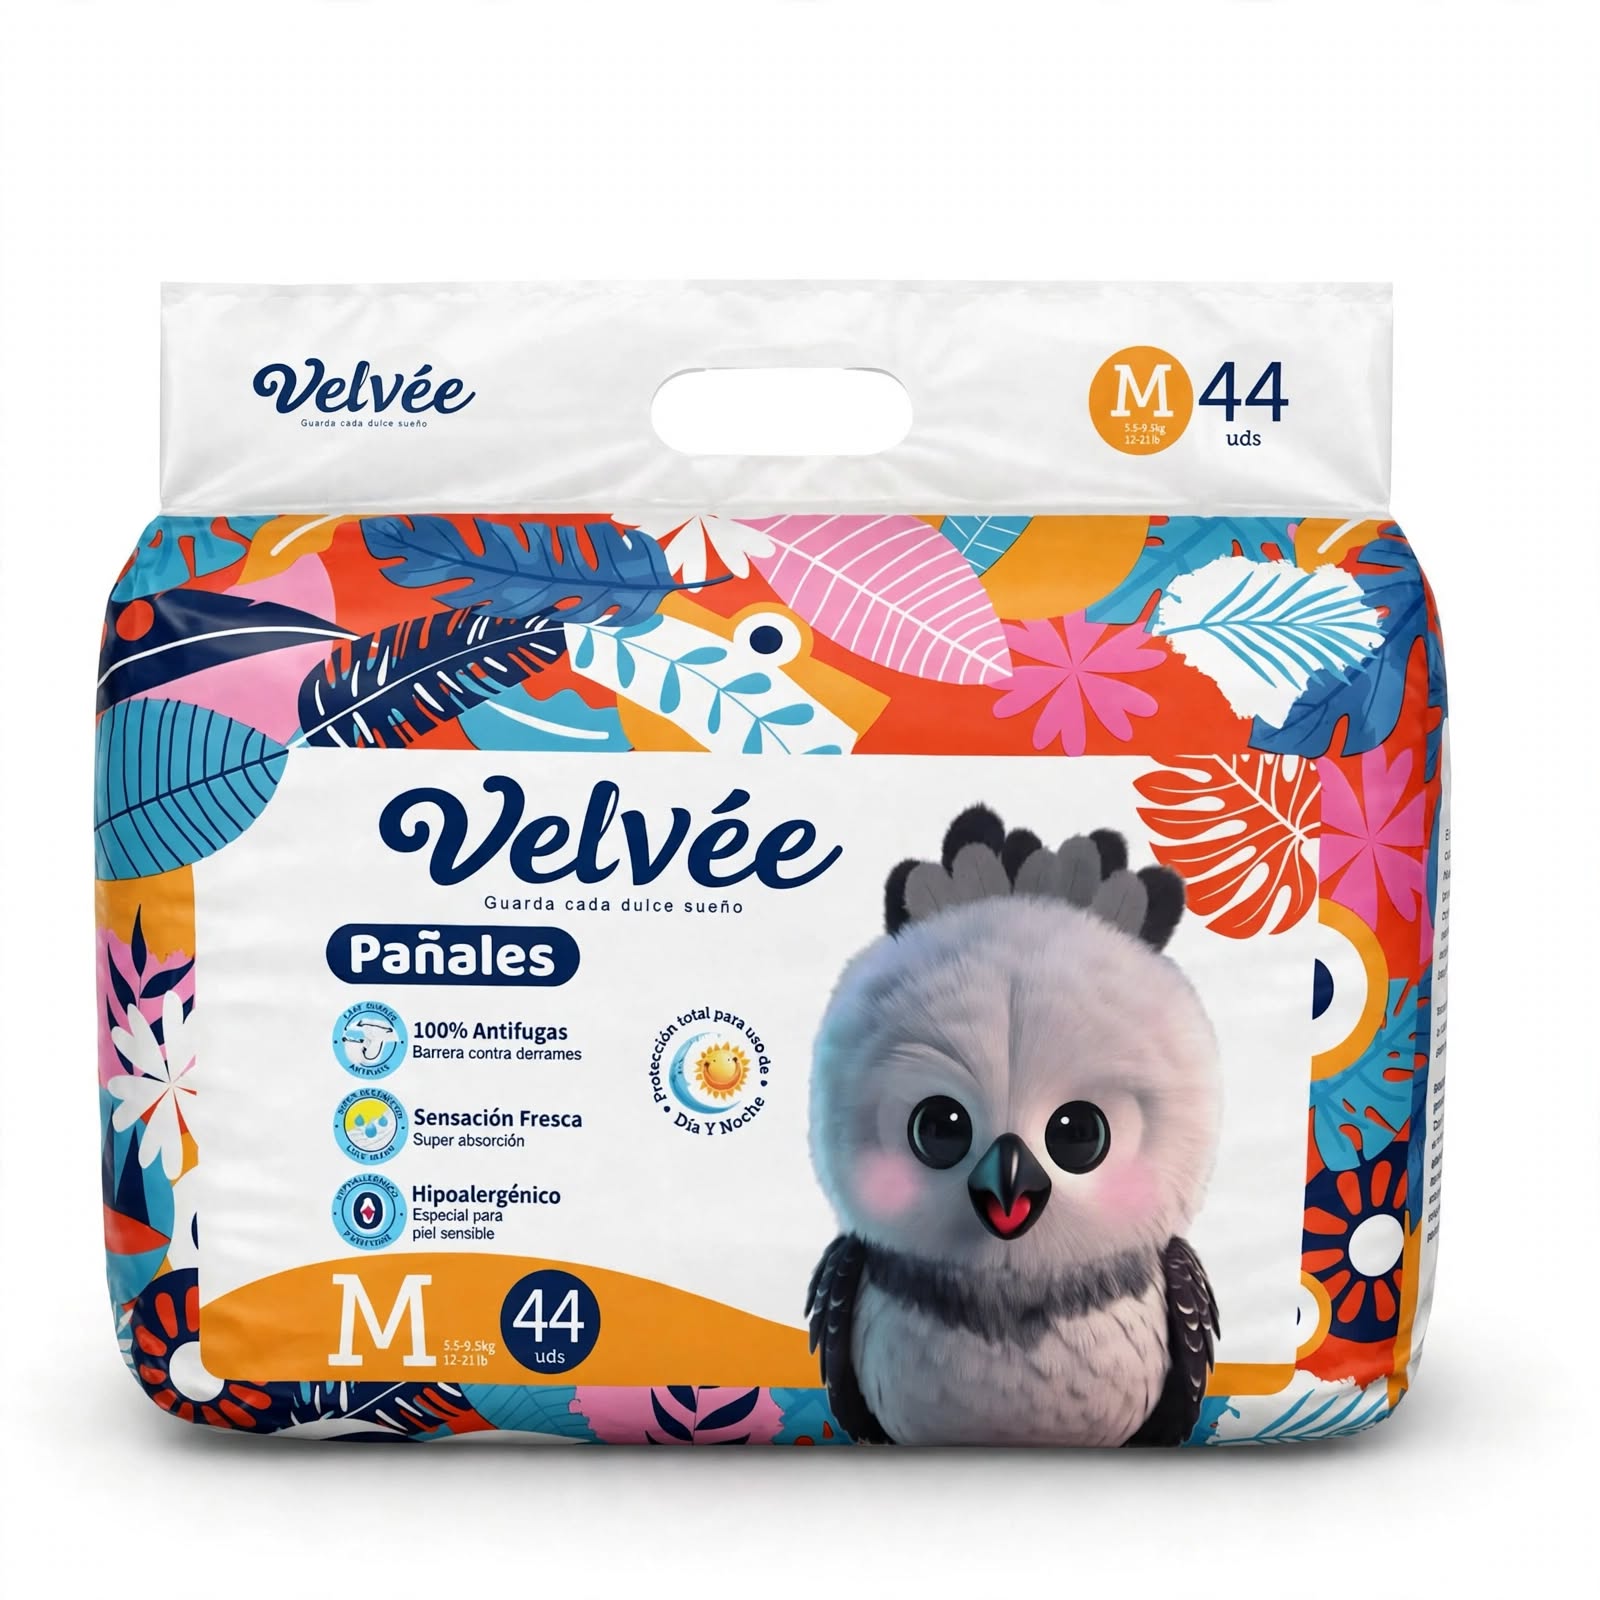 Velvée
Guarda cada dulce sueño
M
5.5-9.5kg
12-21lb
44
uds
Velvée
Guarda cada dulce sueño
Pañales
100% Antifugas
Barrera contra derrames
Sensación Fresca
Super absorción
Hipoalergénico
Especial para
piel sensible
Protección total para uso de
Día Y Noche
M
5.5-9.5kg
12-21lb
44
uds